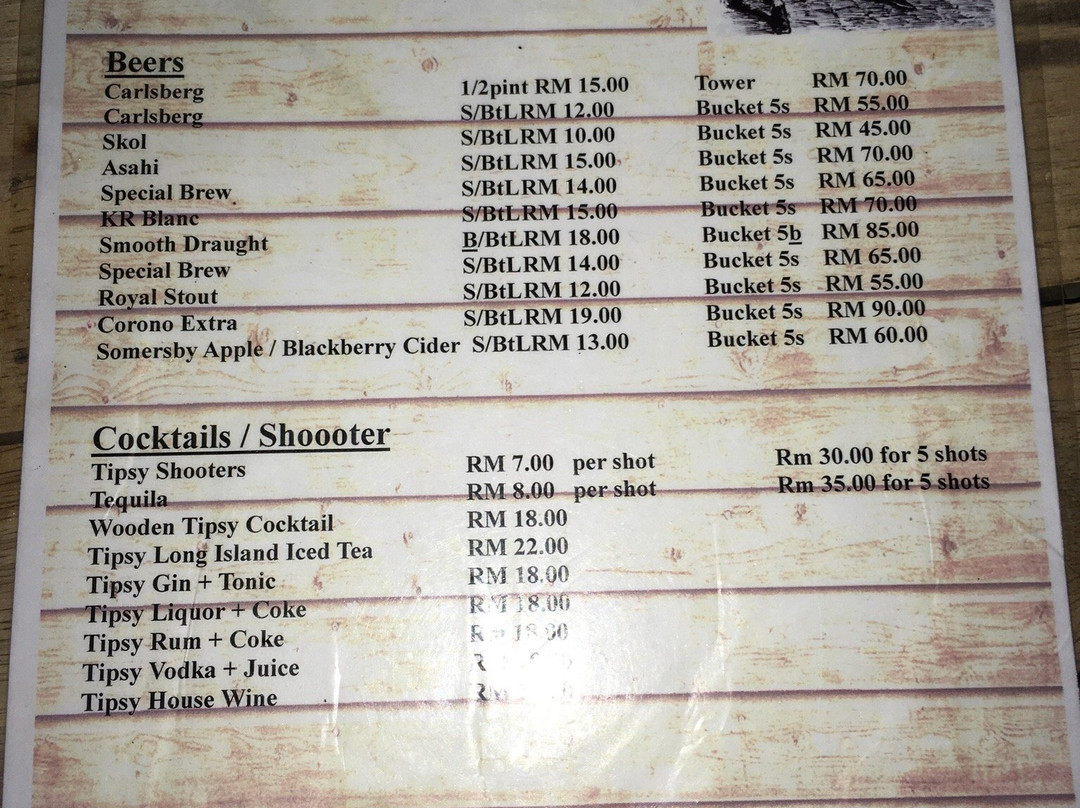 Beers
Carlsberg 1/2pint RM 15.00 Tower RM 70.00
Carlsberg S/BtLRM 12.00 Bucket 5s RM 55.00
Skol S/BtLRM 10.00 Bucket 5s RM 45.00
Asahi S/BtLRM 15.00 Bucket 5s RM 70.00
Special Brew S/BtLRM 14.00 Bucket 5s RM 65.00
KR Blanc S/BtLRM 15.00 Bucket 5s RM 70.00
Smooth Draught B/BtLRM 18.00 Bucket 5b RM 85.00
Special Brew S/BtLRM 14.00 Bucket 5s RM 65.00
Royal Stout S/BtLRM 12.00 Bucket 5s RM 55.00
Corono Extra S/BtLRM 19.00 Bucket 5s RM 90.00
Somersby Apple / Blackberry Cider S/BtLRM 13.00 Bucket 5s RM 60.00
Cocktails / Shoooter
Tipsy Shooters RM 7.00 per shot Rm 30.00 for 5 shots
Tequila RM 8.00 per shot Rm 35.00 for 5 shots
Wooden Tipsy Cocktail RM 18.00
Tipsy Long Island Iced Tea RM 22.00
Tipsy Gin + Tonic RM 18.00
Tipsy Liquor + Coke RM 18.00
Tipsy Rum + Coke
Tipsy Vodka + Juice
Tipsy House Wine